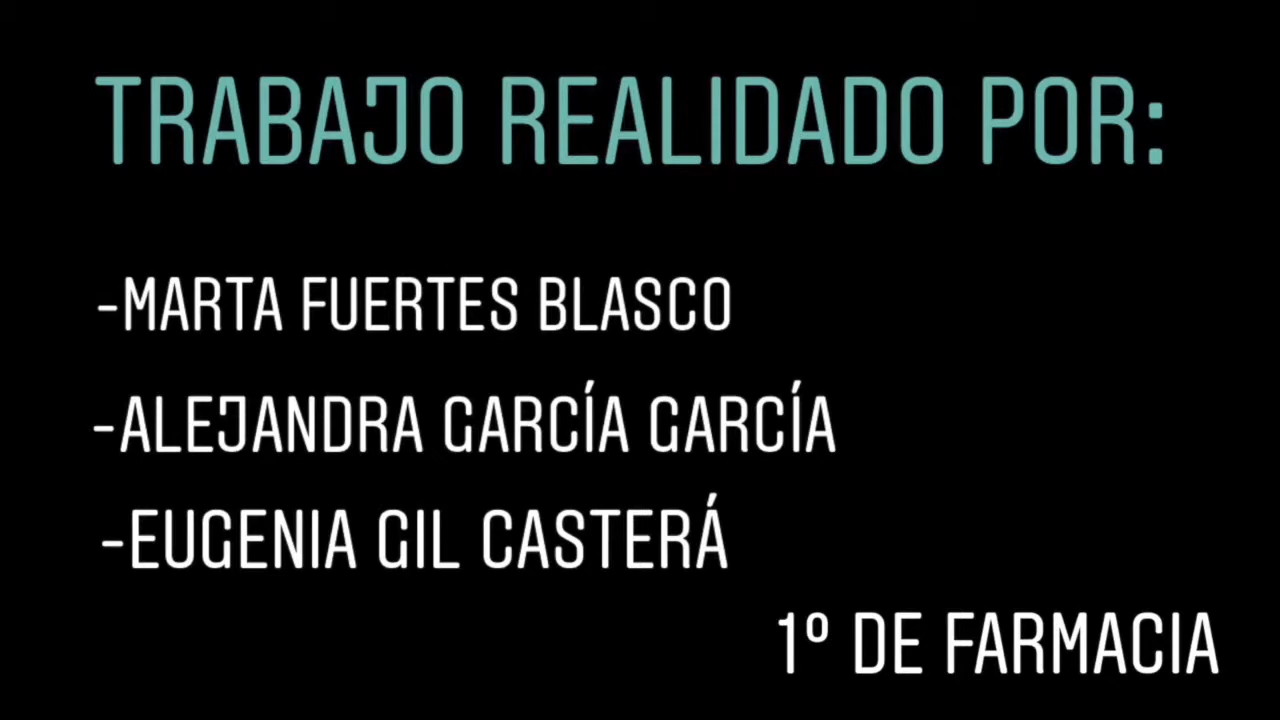 TRABAJO REALIDADO POR:
-MARTA FUERTES BLASCO
-ALEJANDRA GARCÍA GARCÍA
-EUGENIA GIL CASTERÁ
1º DE FARMACIA